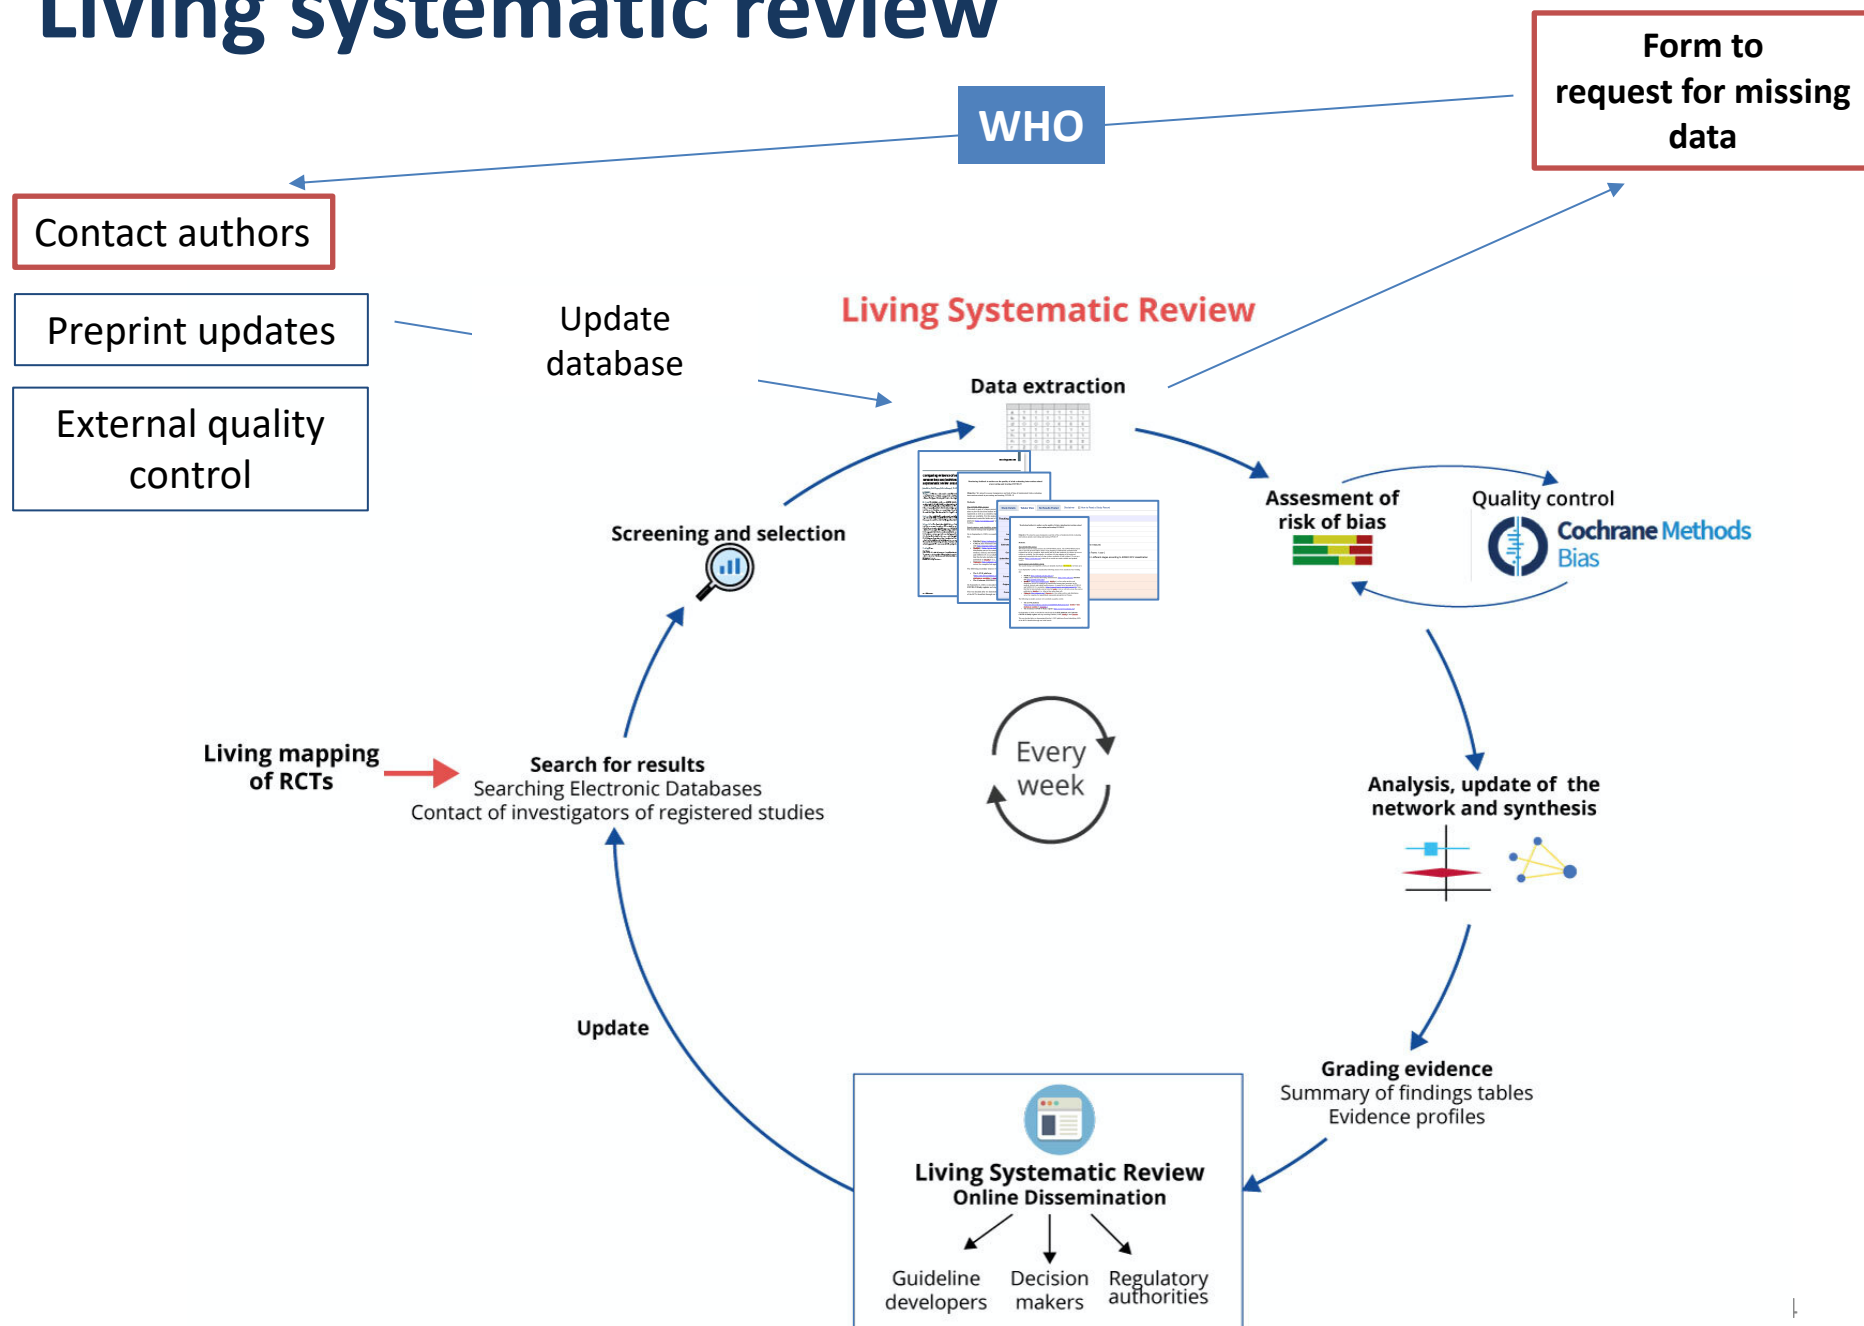 Living systematic review
Form to
request for missing
data
WHO
Contact authors
Preprint updates
External quality
control
Update
database
Living Systematic Review
Data extraction
Screening and selection
Assesment of
risk of bias
Quality control
Cochrane Methods
Bias
Living mapping
of RCTs
Search for results
Searching Electronic Databases
Contact of investigators of registered studies
Every
week
Analysis, update of the
network and synthesis
Update
Grading evidence
Summary of findings tables
Evidence profiles
Living Systematic Review
Online Dissemination
Guideline
developers
Decision
makers
Regulatory
authorities